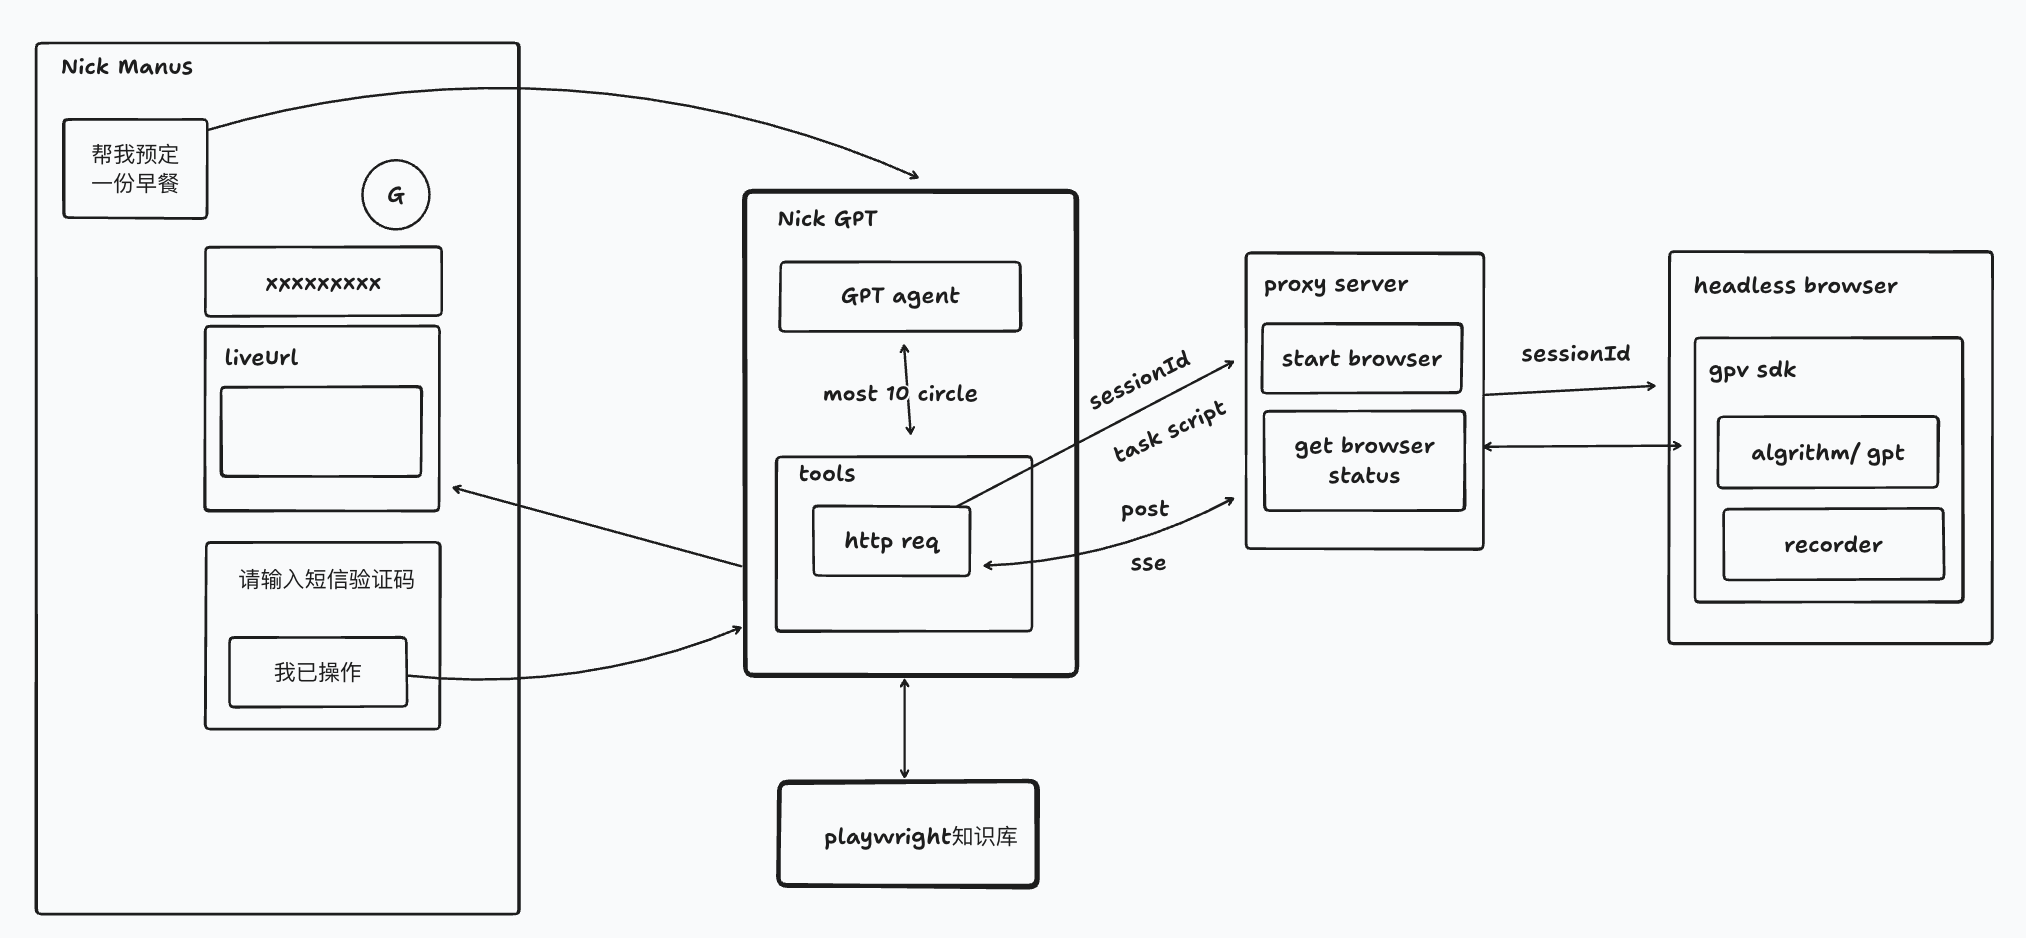 Nick Manus
帮我预定
一份早餐
G
xxxxxxxxx
liveUrl
请输入短信验证码
我已操作
Nick GPT
GPT agent
most 10 circle
tools
http req
playwright知识库
sessionId
task script
post
sse
proxy server
start browser
get browser
status
sessionId
headless browser
gpv sdk
algrithm/ gpt
recorder